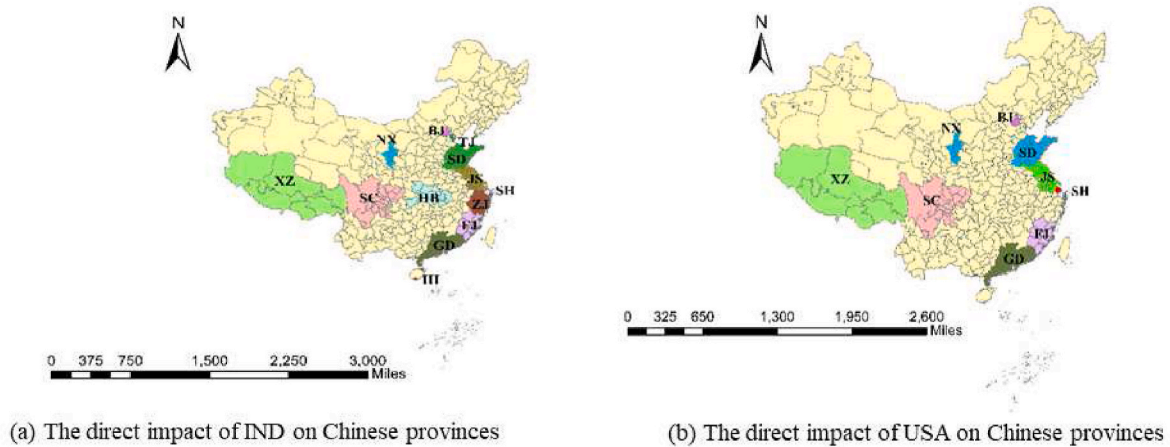 N
BJ
NX
TJ
SD
XZ
JS
SC
HB
SH
ZJ
FJ
GD
HI
0 375 750 1,500 2,250 3,000
Miles
(a) The direct impact of IND on Chinese provinces
N
BJ
NX
SD
XZ
JS
SC
SH
FJ
GD
0 325 650 1,300 1,950 2,600
Miles
(b) The direct impact of USA on Chinese provinces